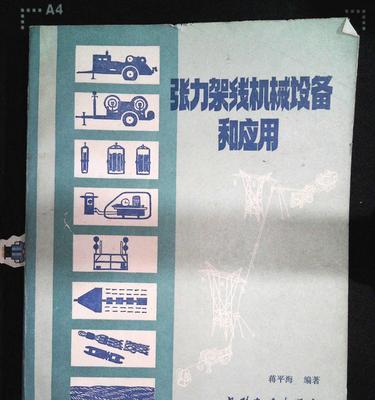 A4
张力架线机械设备
和应用
蒋平海 编著